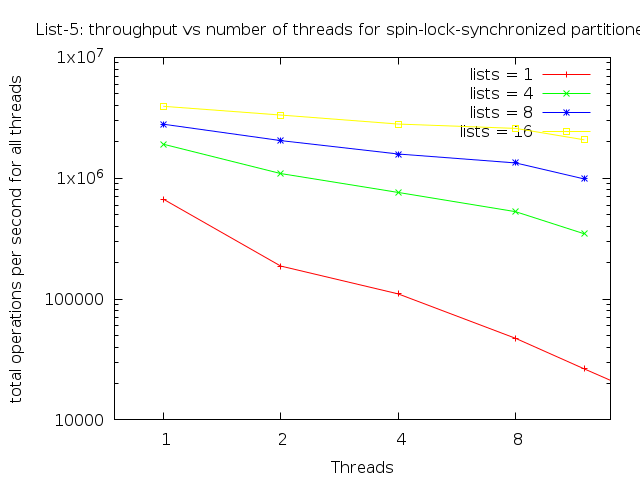 List-5: throughput vs number of threads for spin-lock-synchronized partitione
1x10^7
lists = 1
lists = 4
lists = 8
lists = 16
1x10^6
100000
10000
total operations per second for all threads
1 2 4 8
Threads